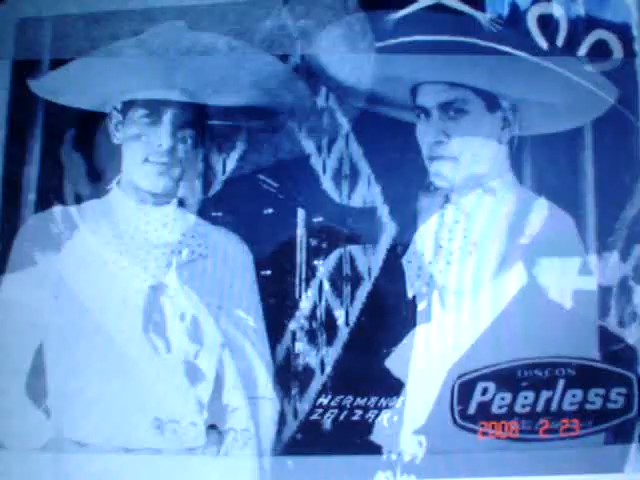 HERMANOS
ZAIZAR.
DISCOS
Peerless
2008 2-23